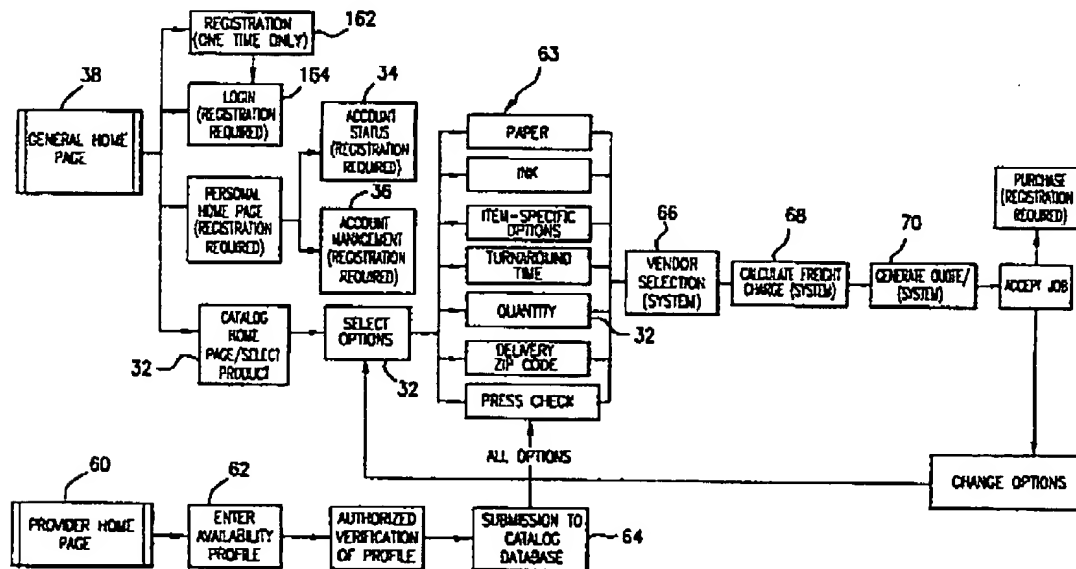 REGISTRATION
(ONE TIME ONLY)
162
38
164
34
63
GENERAL HOME
PAGE
LOGIN
(REGISTRATION
REQUIRED)
ACCOUNT
STATUS
(REGISTRATION
REQUIRED)
PAPER
INK
PERSONAL
HOME PAGE
(REGISTRATION
REQUIRED)
36
ACCOUNT
MANAGEMENT
(REGISTRATION
REQUIRED)
ITEM-SPECIFIC
OPTIONS
TURNAROUND
TIME
QUANTITY
32
DELIVERY
ZIP CODE
PRESS CHECK
66
VENDOR
SELECTION
(SYSTEM)
68
CALCULATE FREIGHT
CHARGE (SYSTEM)
70
GENERATE QUOTE/
(SYSTEM)
PURCHASE
(REGISTRATION
REQUIRED)
ACCEPT JOB
CATALOG
HOME
PAGE/SELECT
PRODUCT
32
SELECT
OPTIONS
32
ALL OPTIONS
CHANGE OPTIONS
60
PROVIDER HOME
PAGE
62
ENTER
AVAILABILITY
PROFILE
AUTHORIZED
VERIFICATION
OF PROFILE
SUBMISSION TO
CATALOG
DATABASE
64